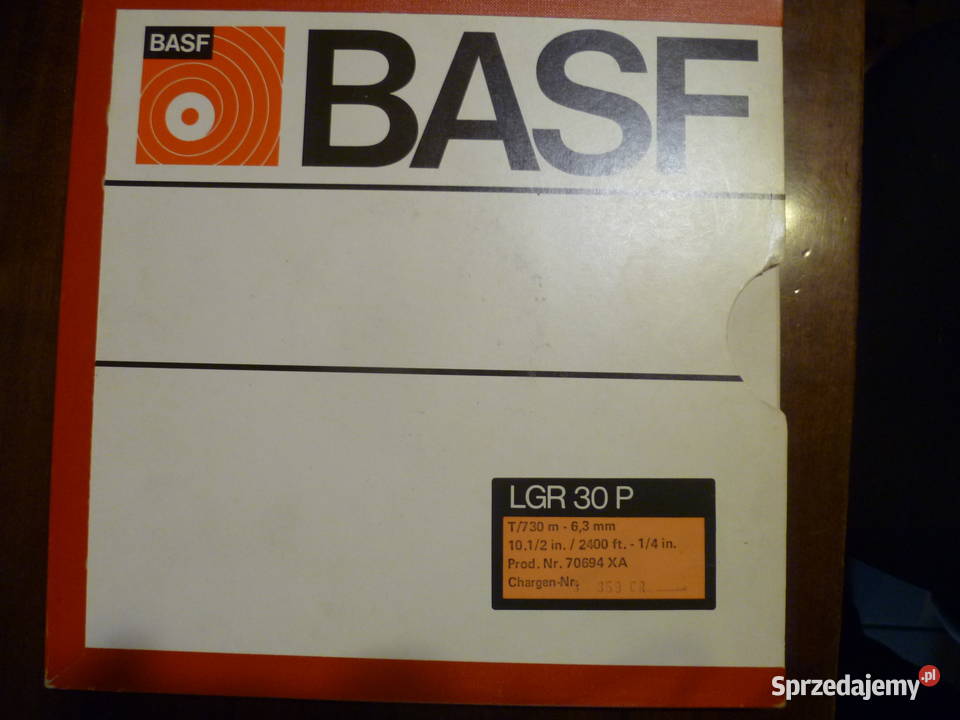 BASF
BASF
LGR 30 P
T/730 m - 6,3 mm
10.1/2 in. / 2400 ft. - 1/4 in.
Prod. Nr. 70694 XA
Chargen-Nr.
Sprzedajemy.pl